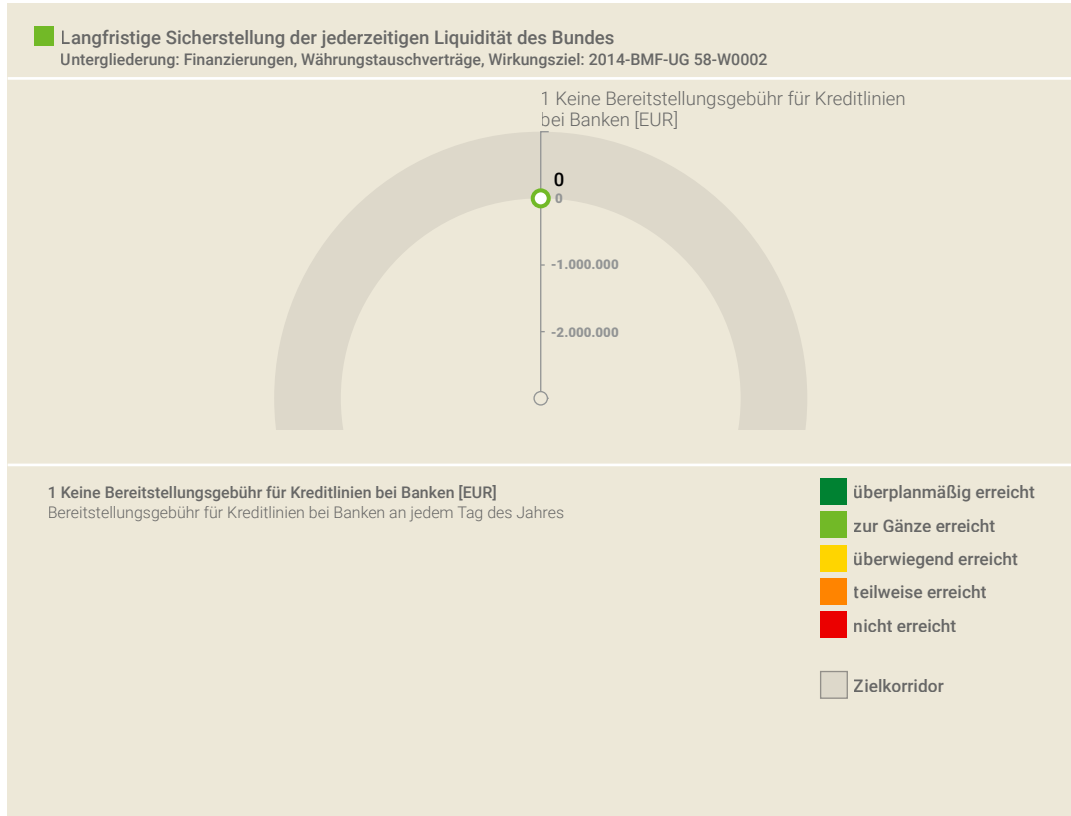 Langfristige Sicherstellung der jederzeitigen Liquidität des Bundes
Untergliederung: Finanzierungen, Währungstauschverträge, Wirkungsziel: 2014-BMF-UG 58-W0002
1 Keine Bereitstellungsgebühr für Kreditlinien
bei Banken [EUR]
0
0
-1.000.000
-2.000.000
1 Keine Bereitstellungsgebühr für Kreditlinien bei Banken [EUR]
Bereitstellungsgebühr für Kreditlinien bei Banken an jedem Tag des Jahres
überplanmäßig erreicht
zur Gänze erreicht
überwiegend erreicht
teilweise erreicht
nicht erreicht
Zielkorridor